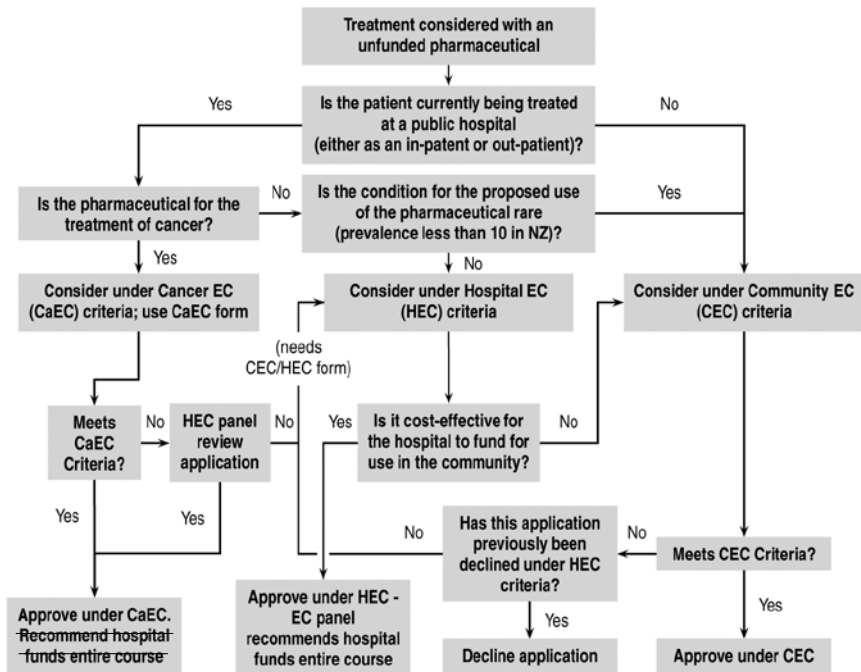 Treatment considered with an
unfunded pharmaceutical
Yes
Is the patient currently being treated
at a public hospital
(either as an in-patent or out-patient)?
No
Is the pharmaceutical for the
treatment of cancer?
No
Is the condition for the proposed use
of the pharmaceutical rare
(prevalence less than 10 in NZ)?
Yes
Yes
No
Consider under Cancer EC
(CaEC) criteria; use CaEC form
Consider under Hospital EC
(HEC) criteria
Consider under Community EC
(CEC) criteria
(needs
CEC/HEC form)
Meets
CaEC
Criteria?
No
HEC panel
review
application
No
Yes
Is it cost-effective for
the hospital to fund for
use in the community?
No
Yes
Yes
No
Has this application
previously been
declined under HEC
criteria?
No
Meets CEC Criteria?
Approve under CaEC.
Recommend hospital
funds entire course
Approve under HEC -
EC panel
recommends hospital
funds entire course
Yes
Decline application
Yes
Approve under CEC